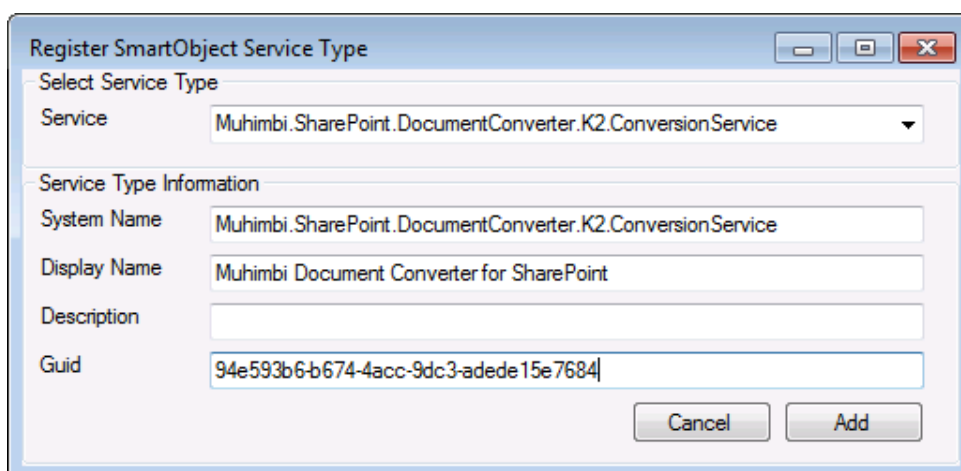 Register SmartObject Service Type
Select Service Type
Service Muhimbi.SharePoint.DocumentConverter.K2.ConversionService
Service Type Information
System Name Muhimbi.SharePoint.DocumentConverter.K2.ConversionService
Display Name Muhimbi Document Converter for SharePoint
Description
Guid 94e593b6-b674-4acc-9dc3-adede15e7684
Cancel Add